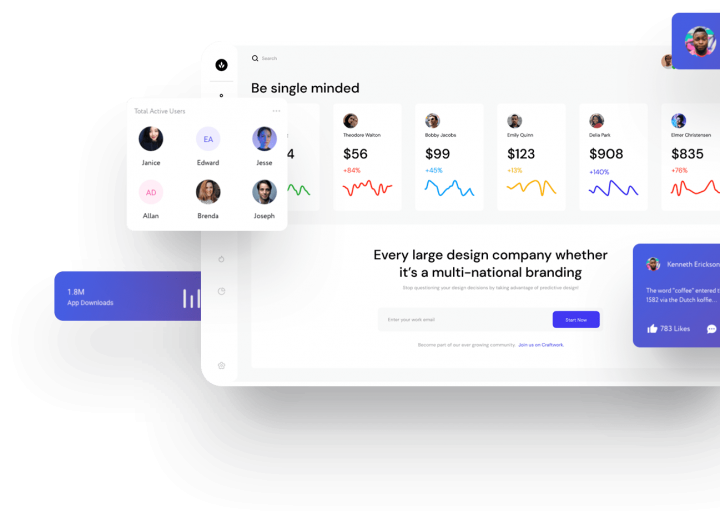 Search
Be single minded
Total Active Users
Janice
EA
Edward
Jesse
AD
Allan
Brenda
Joseph
4
Theodore Walton
$56
+84%
Bobby Jacobs
$99
+45%
Emily Quinn
$123
+13%
Delia Park
$908
+140%
Elmer Christensen
$835
+76%
1.8M
App Downloads
Every large design company whether
it's a multi-national branding
Stop questioning your design decisions by taking advantage of predictive design!
Enter your work email
Start Now
Become part of our ever growing community. Join us on Craftwork.
Kenneth Erickson
The word "coffee" entered t
1582 via the Dutch koffie...
783 Likes